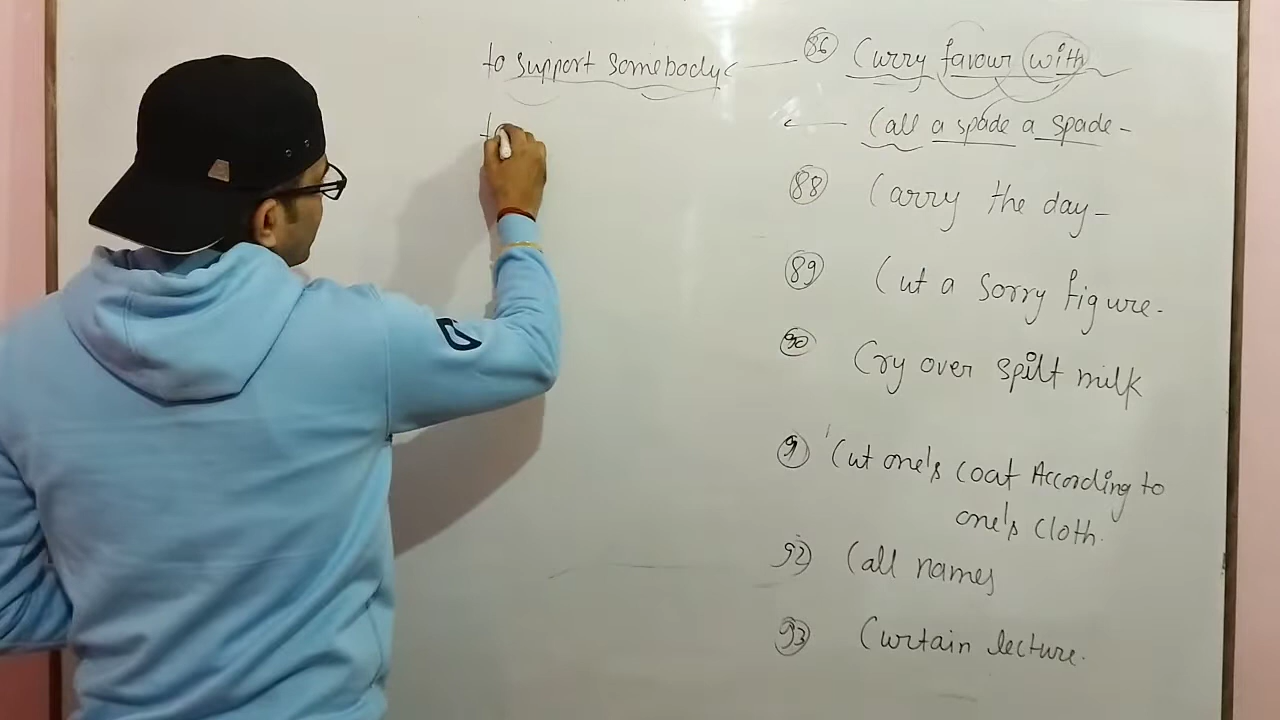 to support somebody
86 Curry favour with
t
Call a spade a spade -
88 Carry the day -
89 Cut a sorry figure.
90 Cry over spilt milk
91 Cut one's coat According to
one's cloth.
92) Call names
93 Curtain lecture.